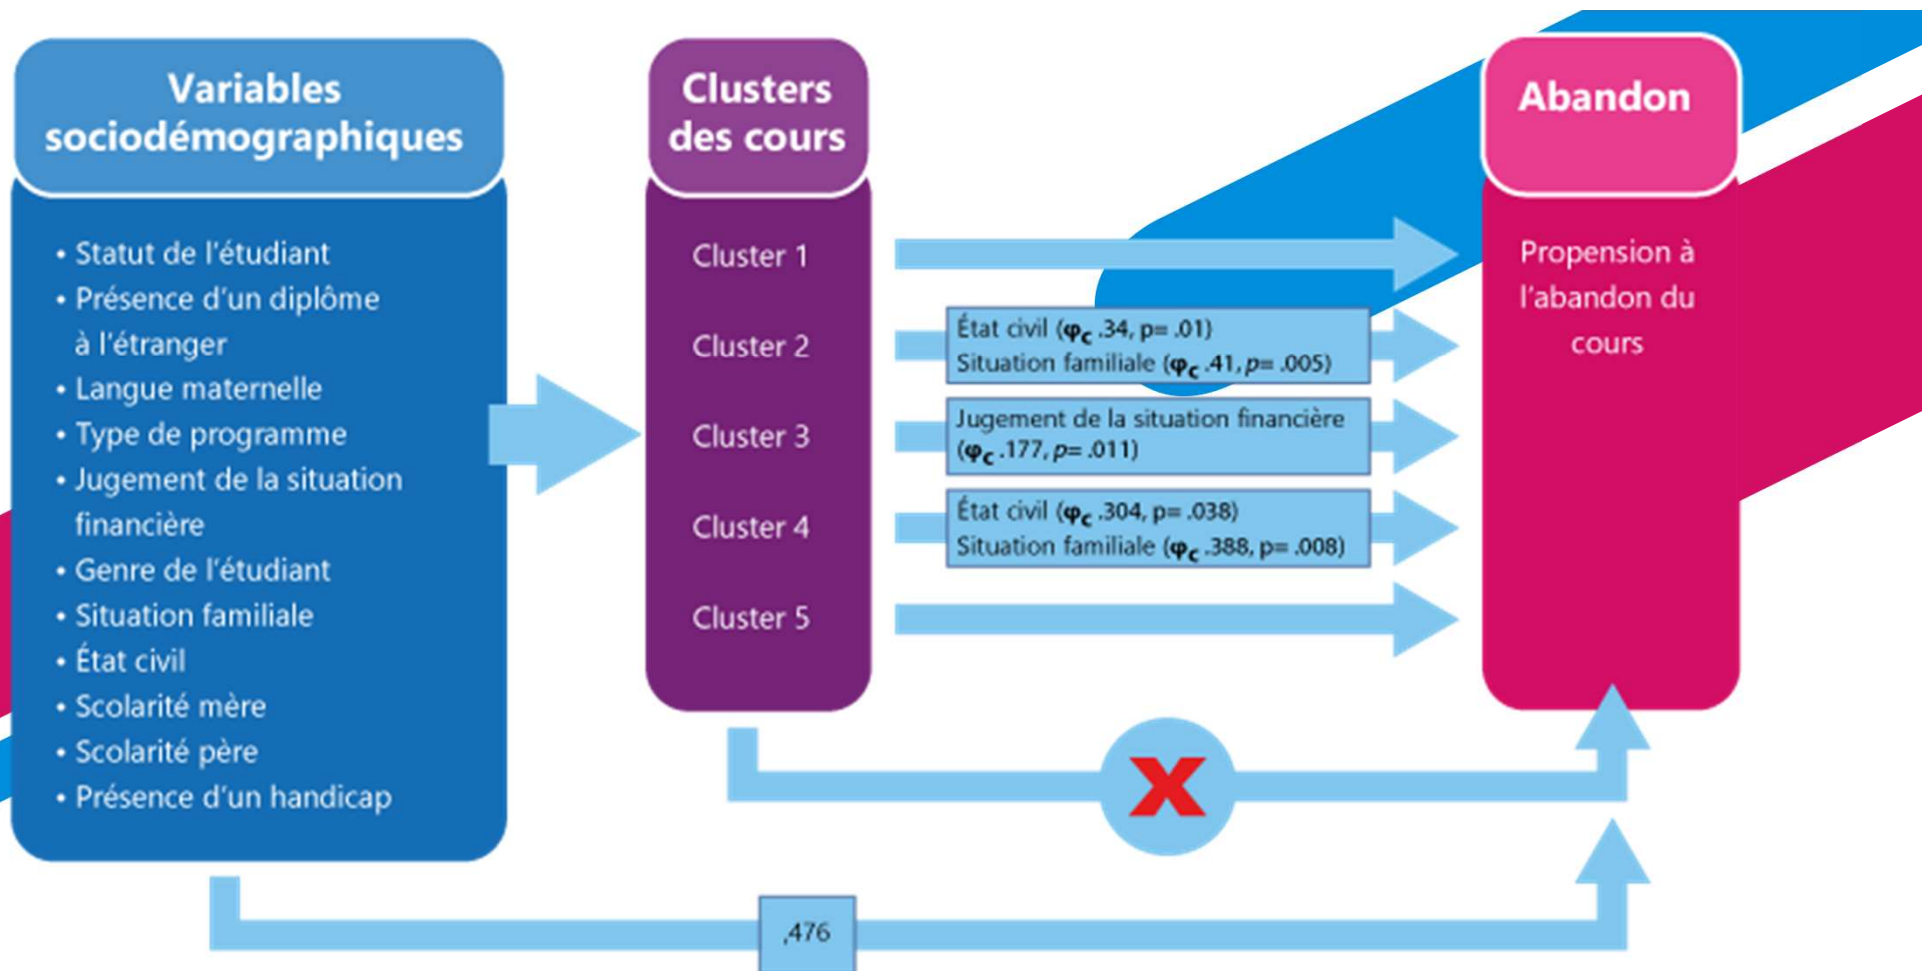 Variables
sociodémographiques
• Statut de l'étudiant
• Présence d'un diplôme
à l'étranger
• Langue maternelle
• Type de programme
• Jugement de la situation
financière
• Genre de l'étudiant
• Situation familiale
• État civil
• Scolarité mère
• Scolarité père
• Présence d'un handicap
Clusters
des cours
Cluster 1
Cluster 2
Cluster 3
Cluster 4
Cluster 5
État civil (φc .34, p= .01)
Situation familiale (φc .41, p= .005)
Jugement de la situation financière
(φc .177, p= .011)
État civil (φc .304, p= .038)
Situation familiale (φc .388, p= .008)
Abandon
Propension à
l'abandon du
cours
X
,476